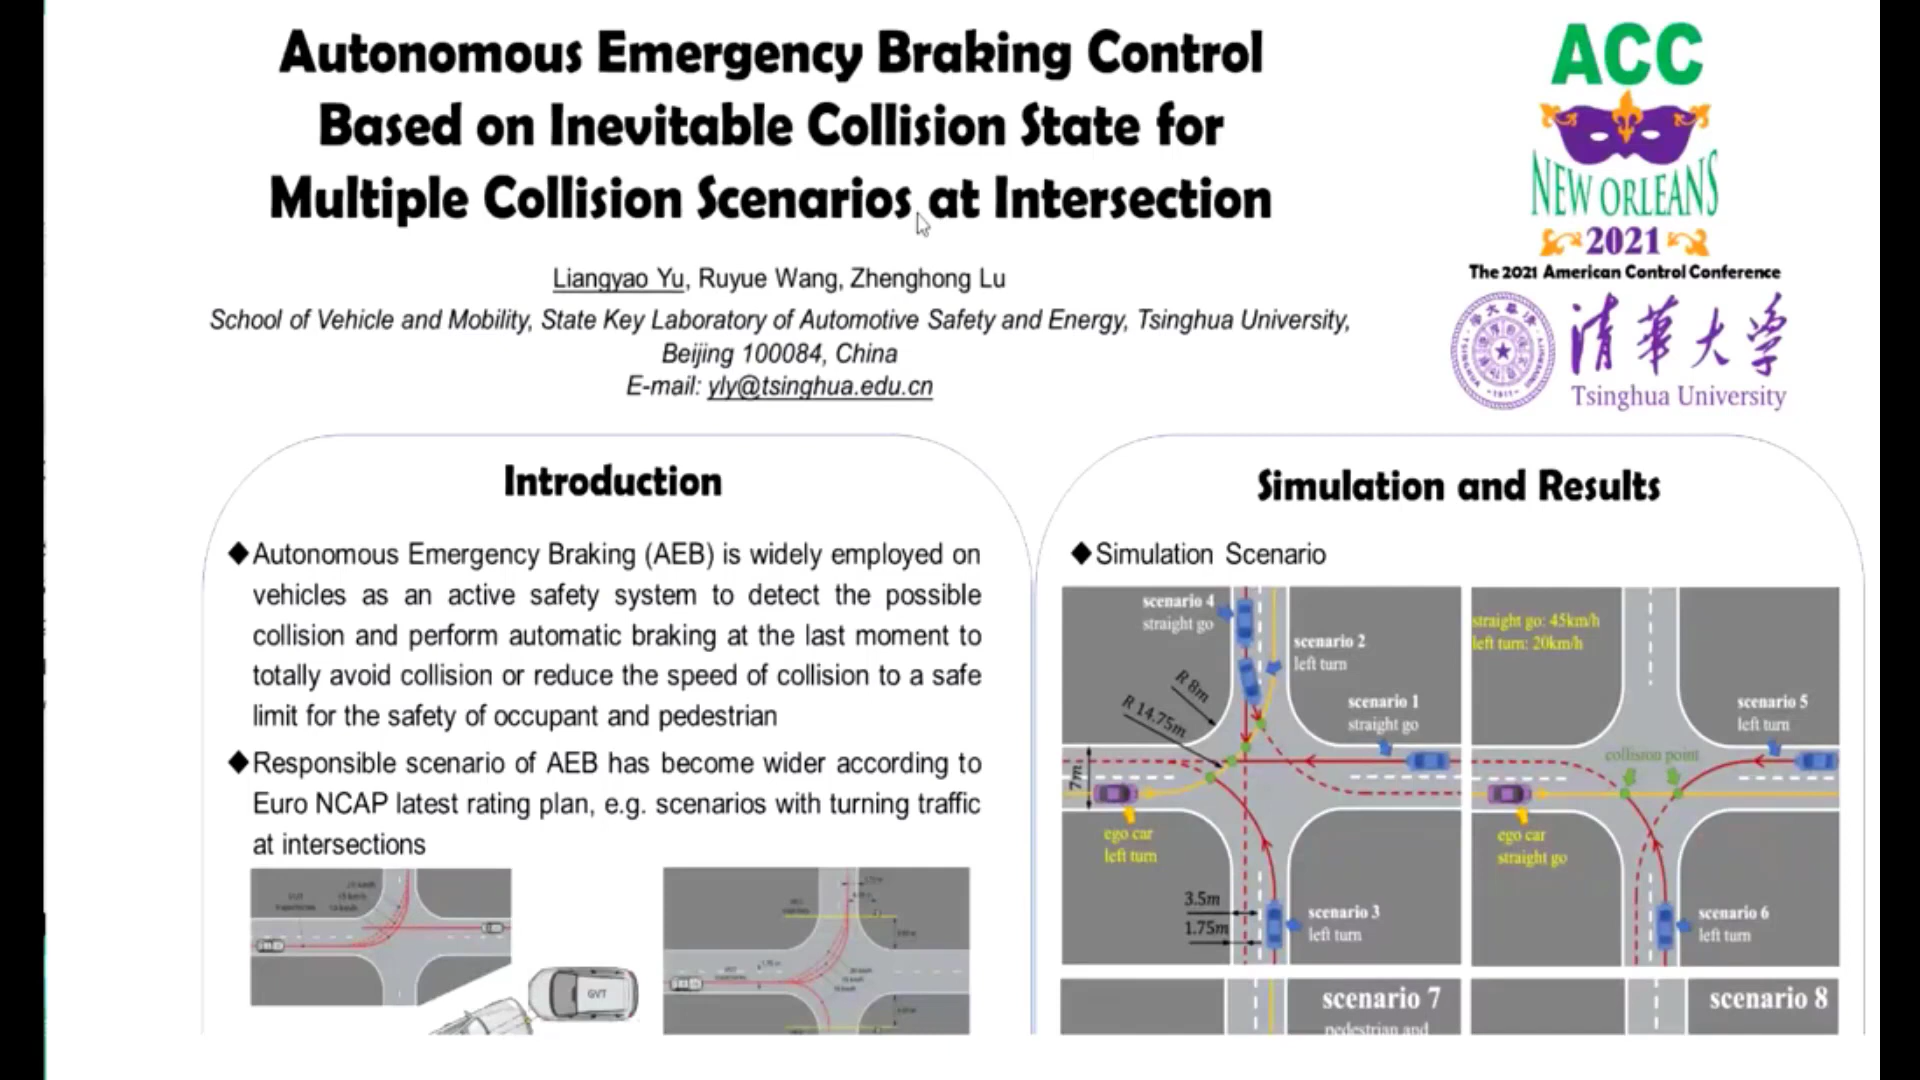 Autonomous Emergency Braking Control
Based on Inevitable Collision State for
Multiple Collision Scenarios at Intersection
Liangyao Yu, Ruyue Wang, Zhenghong Lu
School of Vehicle and Mobility, State Key Laboratory of Automotive Safety and Energy, Tsinghua University,
Beijing 100084, China
E-mail: yly@tsinghua.edu.cn
ACC
NEW ORLEANS
2021
The 2021 American Control Conference
清華大学
Tsinghua University
Introduction
◆Autonomous Emergency Braking (AEB) is widely employed on
vehicles as an active safety system to detect the possible
collision and perform automatic braking at the last moment to
totally avoid collision or reduce the speed of collision to a safe
limit for the safety of occupant and pedestrian
◆Responsible scenario of AEB has become wider according to
Euro NCAP latest rating plan, e.g. scenarios with turning traffic
at intersections
GVT
Simulation and Results
◆Simulation Scenario
scenario 4
straight go
scenario 2
left turn
R 8m
R 14.75m
scenario 1
straight go
7m
ego car
left turn
3.5m
1.75m
scenario 3
left turn
straight go: 45km/h
left turn: 20km/h
scenario 5
left turn
collision point
ego car
straight go
scenario 6
left turn
scenario 7
pedestrian and
scenario 8